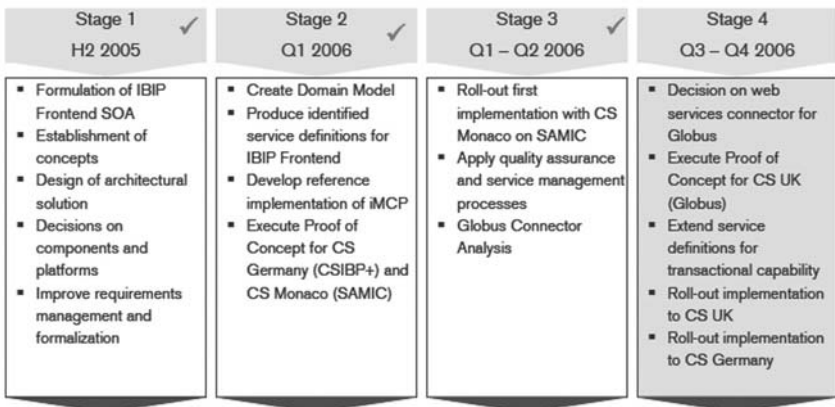 Stage 1
H2 2005
▪ Formulation of IBIP
Frontend SOA
▪ Establishment of
concepts
▪ Design of architectural
solution
▪ Decisions on
components and
platforms
▪ Improve requirements
management and
formalization
Stage 2
Q1 2006
▪ Create Domain Model
▪ Produce identified
service definitions for
IBIP Frontend
▪ Develop reference
implementation of iMCP
▪ Execute Proof of
Concept for CS
Germany (CSIBP+) and
CS Monaco (SAMIC)
Stage 3
Q1 – Q2 2006
▪ Roll-out first
implementation with CS
Monaco on SAMIC
▪ Apply quality assurance
and service management
processes
▪ Globus Connector
Analysis
Stage 4
Q3 – Q4 2006
▪ Decision on web
services connector for
Globus
▪ Execute Proof of
Concept for CS UK
(Globus)
▪ Extend service
definitions for
transactional capability
▪ Roll-out implementation
to CS UK
▪ Roll-out implementation
to CS Germany